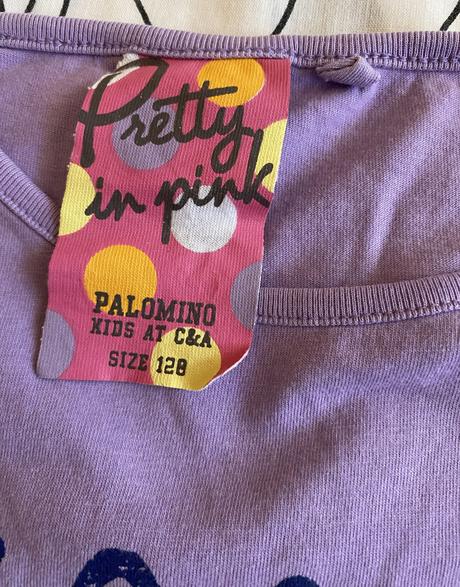 Pretty
in pink
PALOMINO
KIDS AT C&A
SIZE 128